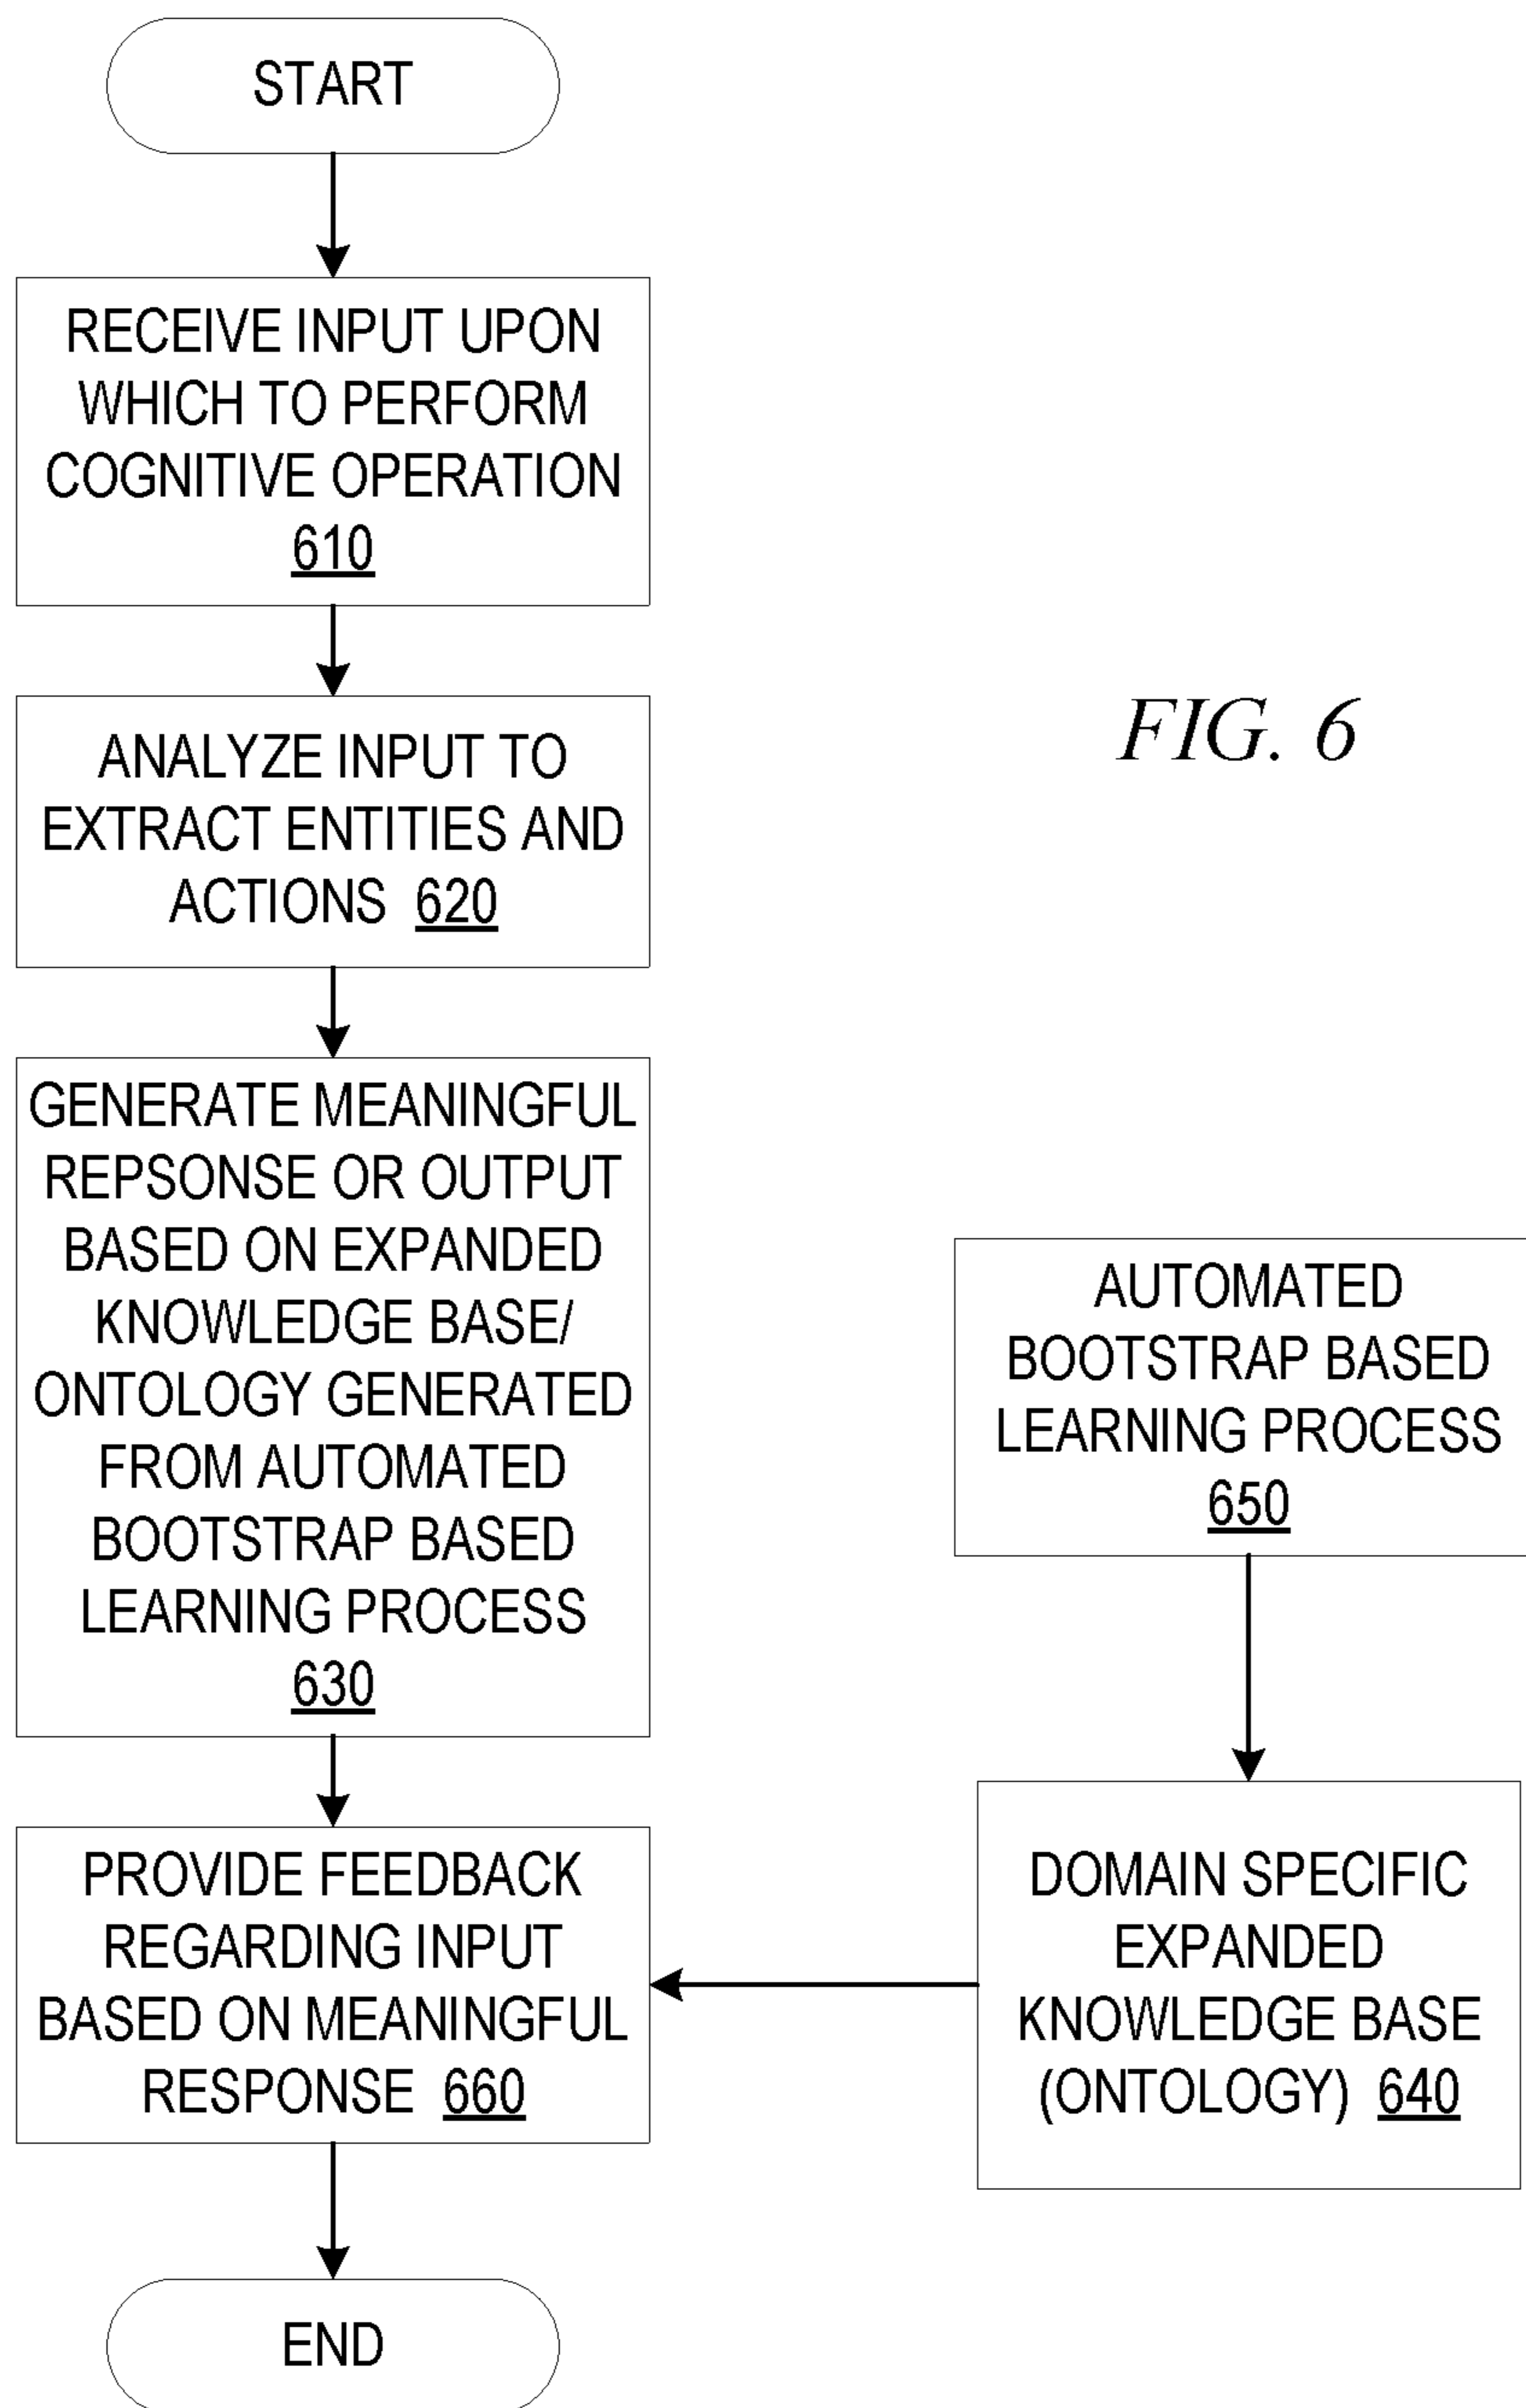 START
RECEIVE INPUT UPON
WHICH TO PERFORM
COGNITIVE OPERATION
610
ANALYZE INPUT TO
EXTRACT ENTITIES AND
ACTIONS 620
FIG. 6
GENERATE MEANINGFUL
REPSONSE OR OUTPUT
BASED ON EXPANDED
KNOWLEDGE BASE/
ONTOLOGY GENERATED
FROM AUTOMATED
BOOTSTRAP BASED
LEARNING PROCESS
630
AUTOMATED
BOOTSTRAP BASED
LEARNING PROCESS
650
PROVIDE FEEDBACK
REGARDING INPUT
BASED ON MEANINGFUL
RESPONSE 660
DOMAIN SPECIFIC
EXPANDED
KNOWLEDGE BASE
(ONTOLOGY) 640
END